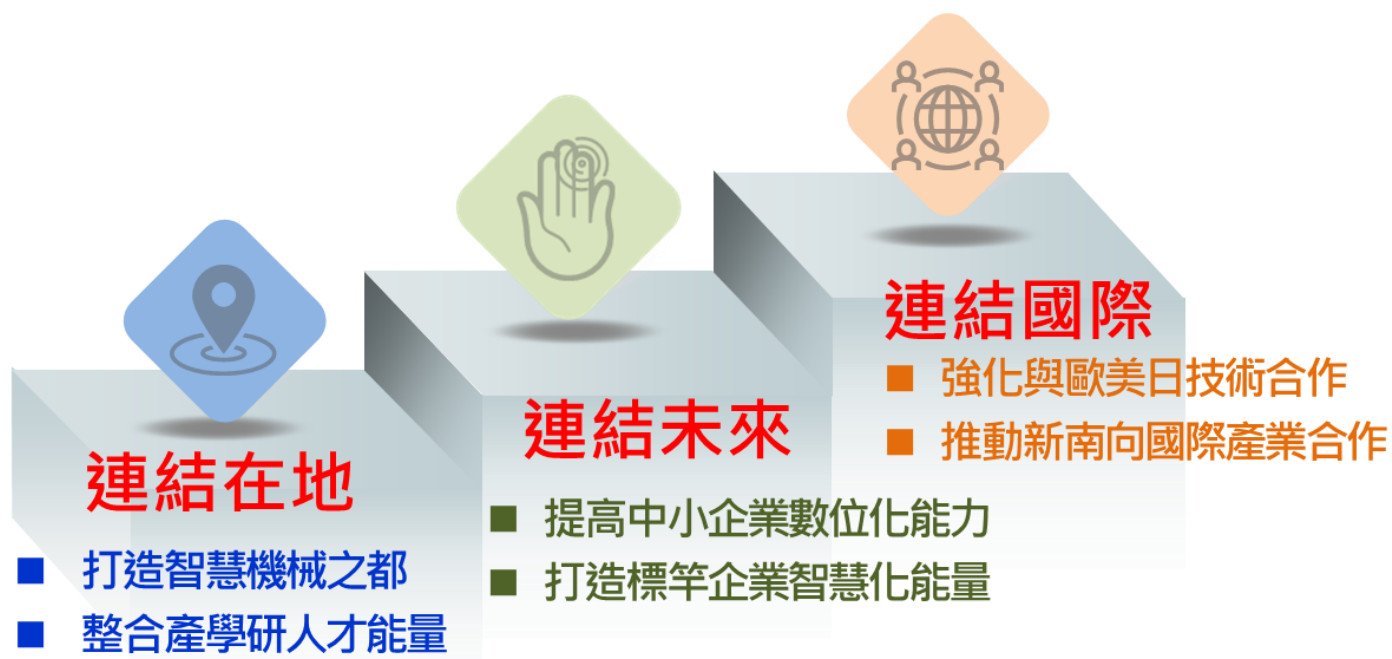 連結在地
■ 打造智慧機械之都
■ 整合產學研人才能量
連結未來
■ 提高中小企業數位化能力
■ 打造標竿企業智慧化能量
連結國際
■ 強化與歐美日技術合作
■ 推動新南向國際產業合作